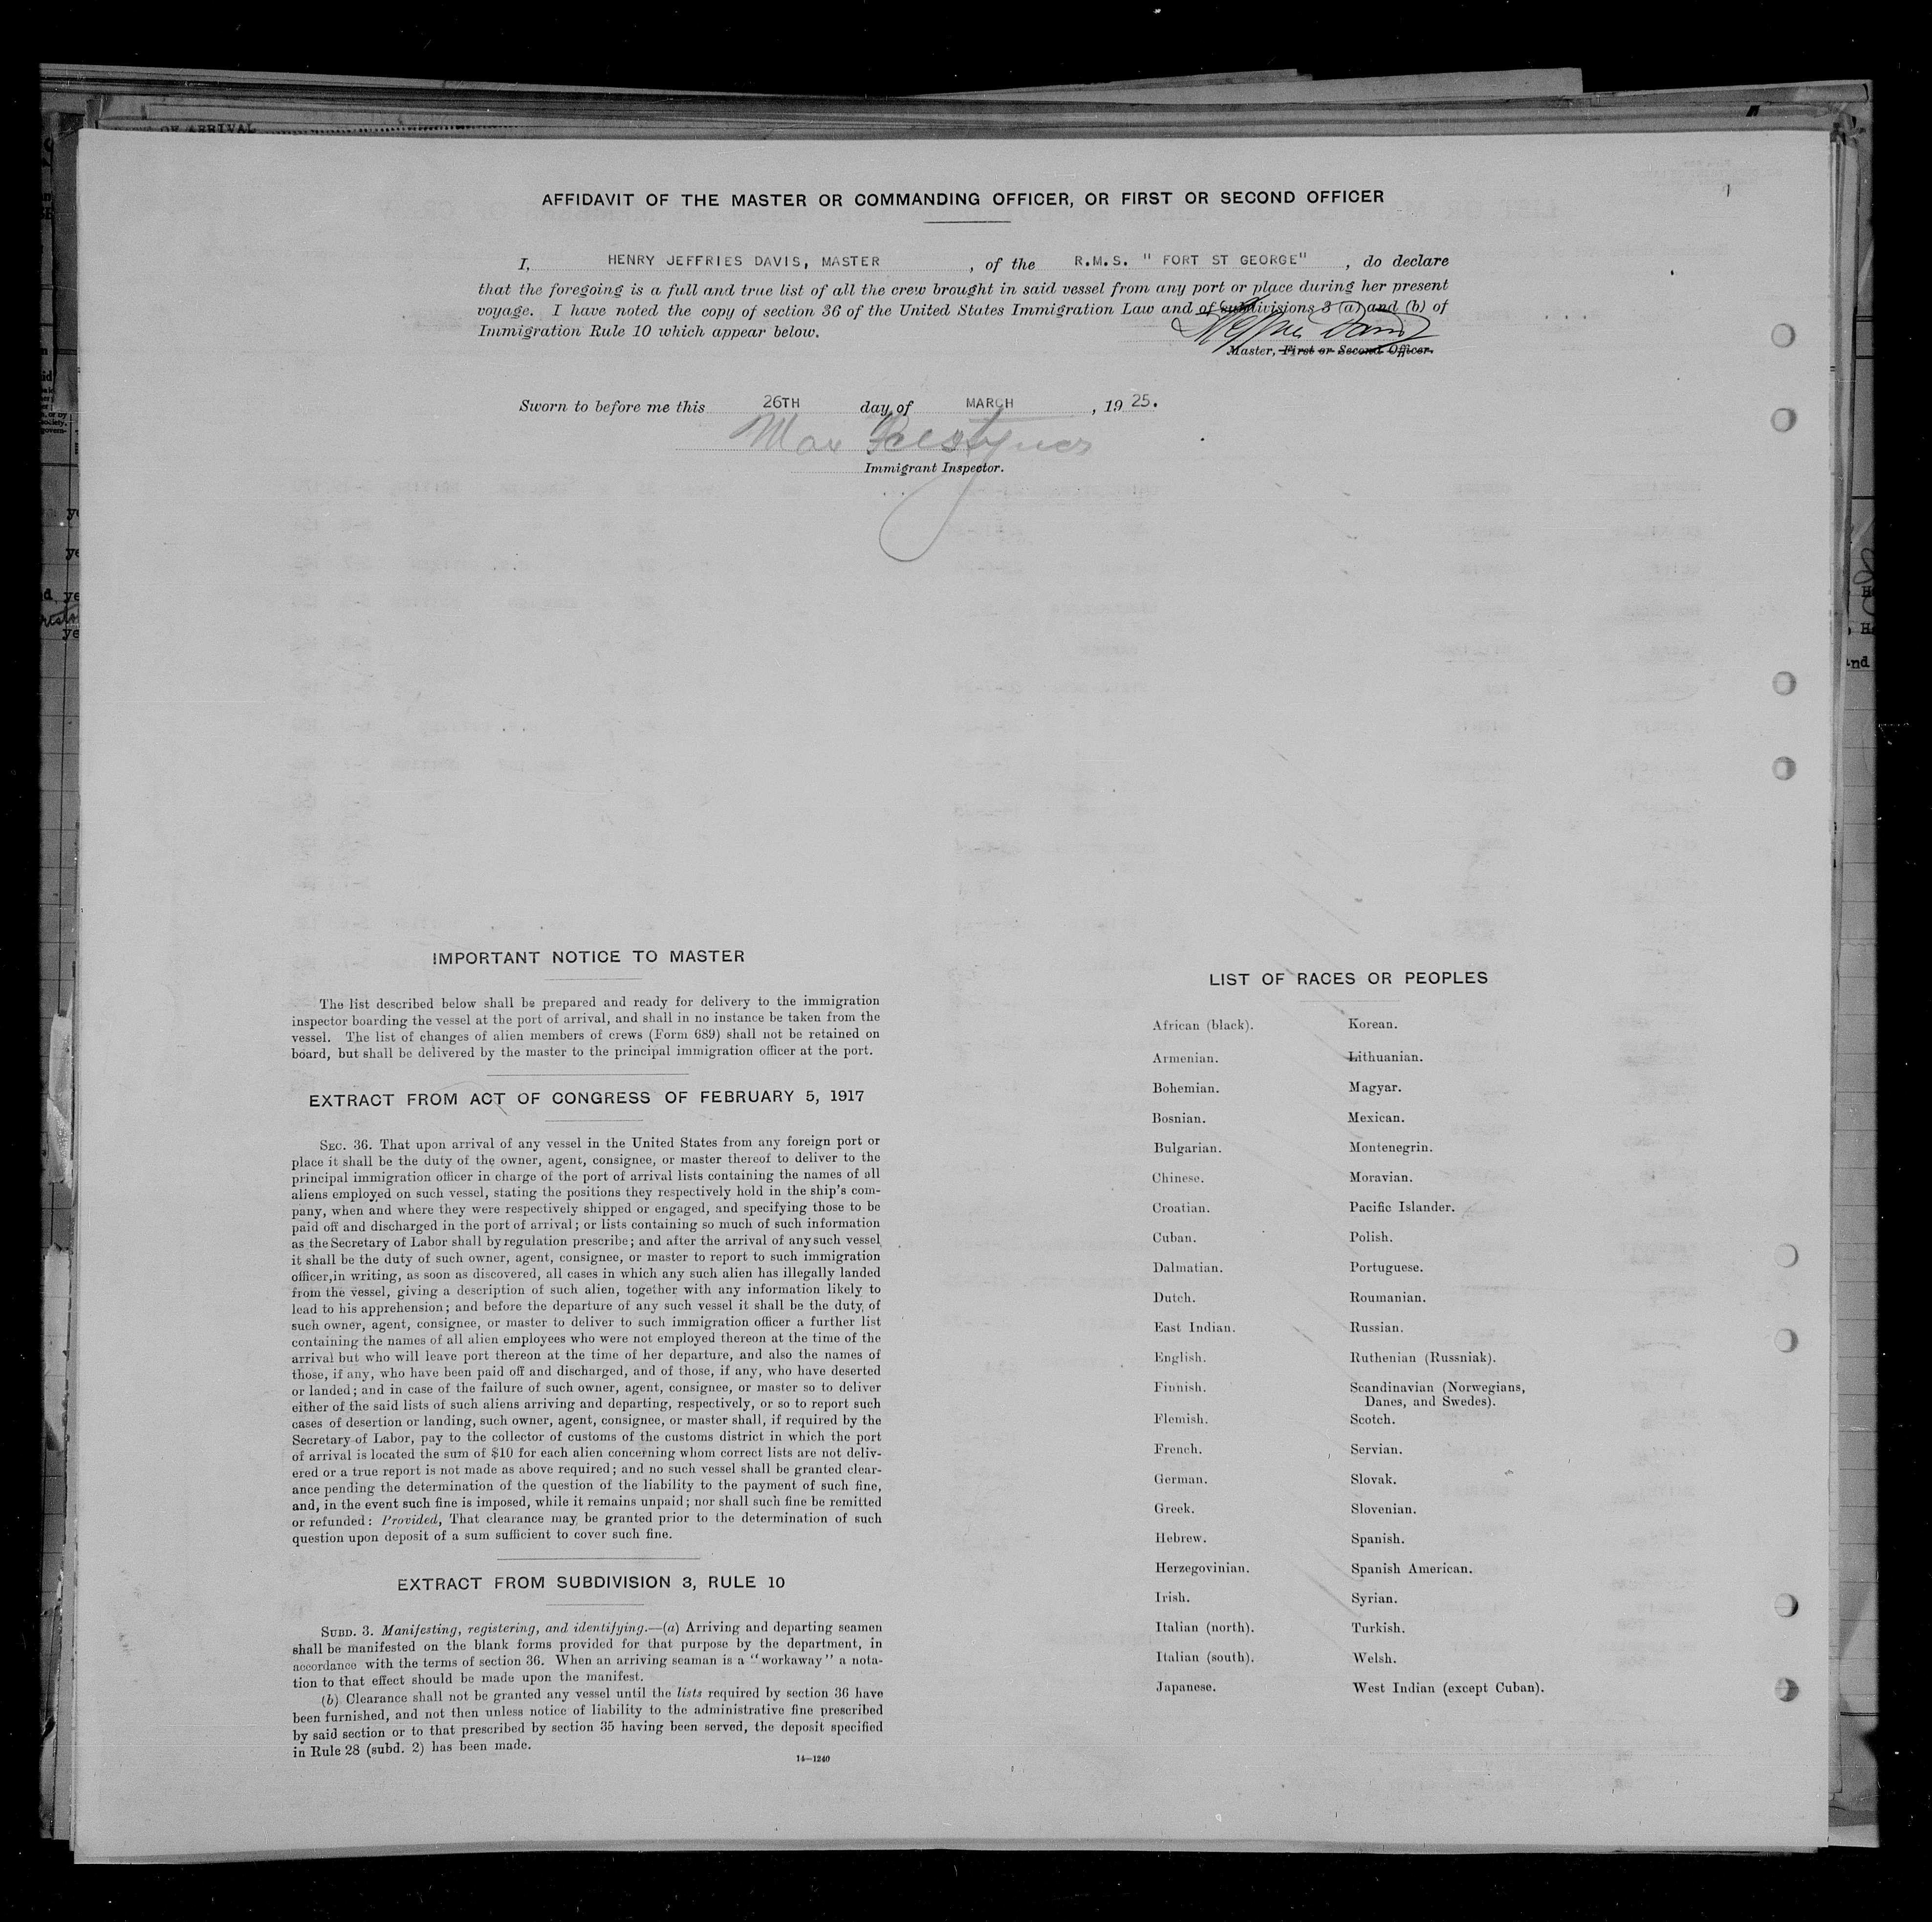 AFFIDAVIT OF THE MASTER OR COMMANDING OFFICER, OR FIRST OR SECOND OFFICER
I, HENRY JEFFRIES DAVIS, MASTER , of the R.M.S. " FORT ST GEORGE" , do declare
that the foregoing is a full and true list of all the crew brought in said vessel from any port or place during her present
voyage. I have noted the copy of section 36 of the United States Immigration Law and of subdivisions 3 (a) and (b) of
Immigration Rule 10 which appear below.
Master, First or Second Officer.
Sworn to before me this 26TH day of MARCH , 19 25.
Max
Immigrant Inspector.
IMPORTANT NOTICE TO MASTER
The list described below shall be prepared and ready for delivery to the immigration
inspector boarding the vessel at the port of arrival, and shall in no instance be taken from the
vessel. The list of changes of alien members of crews (Form 689) shall not be retained on
board, but shall be delivered by the master to the principal immigration officer at the port.
EXTRACT FROM ACT OF CONGRESS OF FEBRUARY 5, 1917
SEC. 36. That upon arrival of any vessel in the United States from any foreign port or
place it shall be the duty of the owner, agent, consignee, or master thereof to deliver to the
principal immigration officer in charge of the port of arrival lists containing the names of all
aliens employed on such vessel, stating the positions they respectively hold in the ship's com-
pany, when and where they were respectively shipped or engaged, and specifying those to be
paid off and discharged in the port of arrival; or lists containing so much of such information
as the Secretary of Labor shall by regulation prescribe; and after the arrival of any such vessel
it shall be the duty of such owner, agent, consignee, or master to report to such immigration
officer, in writing, as soon as discovered, all cases in which any such alien has illegally landed
from the vessel, giving a description of such alien, together with any information likely to
lead to his apprehension; and before the departure of any such vessel it shall be the duty of
such owner, agent, consignee, or master to deliver to such immigration officer a further list
containing the names of all alien employees who were not employed thereon at the time of the
arrival but who will leave port thereon at the time of her departure, and also the names of
those, if any, who have been paid off and discharged, and of those, if any, who have deserted
or landed; and in case of the failure of such owner, agent, consignee, or master so to deliver
either of the said lists of such aliens arriving and departing, respectively, or so to report such
cases of desertion or landing, such owner, agent, consignee, or master shall, if required by the
Secretary of Labor, pay to the collector of customs of the customs district in which the port
of arrival is located the sum of $10 for each alien concerning whom correct lists are not deliv-
ered or a true report is not made as above required; and no such vessel shall be granted clear-
ance pending the determination of the question of the liability to the payment of such fine,
and, in the event such fine is imposed, while it remains unpaid; nor shall such fine be remitted
or refunded: Provided, That clearance may be granted prior to the determination of such
question upon deposit of a sum sufficient to cover such fine.
EXTRACT FROM SUBDIVISION 3, RULE 10
SUBD. 3. Manifesting, registering, and identifying.—(a) Arriving and departing seamen
shall be manifested on the blank forms provided for that purpose by the department, in
accordance with the terms of section 36. When an arriving seaman is a "workaway" a nota-
tion to that effect should be made upon the manifest.
(b) Clearance shall not be granted any vessel until the lists required by section 36 have
been furnished, and not then unless notice of liability to the administrative fine prescribed
by said section or to that prescribed by section 35 having been served, the deposit specified
in Rule 28 (subd. 2) has been made.
14—1240
LIST OF RACES OR PEOPLES
African (black).
Armenian.
Bohemian.
Bosnian.
Bulgarian.
Chinese.
Croatian.
Cuban.
Dalmatian.
Dutch.
East Indian.
English.
Finnish.
Flemish.
French.
German.
Greek.
Hebrew.
Herzegovinian.
Irish.
Italian (north).
Italian (south).
Japanese.
Korean.
Lithuanian.
Magyar.
Mexican.
Montenegrin.
Moravian.
Pacific Islander.
Polish.
Portuguese.
Roumanian.
Russian.
Ruthenian (Russniak).
Scandinavian (Norwegians,
Danes, and Swedes).
Scotch.
Servian.
Slovak.
Slovenian.
Spanish.
Spanish American.
Syrian.
Turkish.
Welsh.
West Indian (except Cuban).